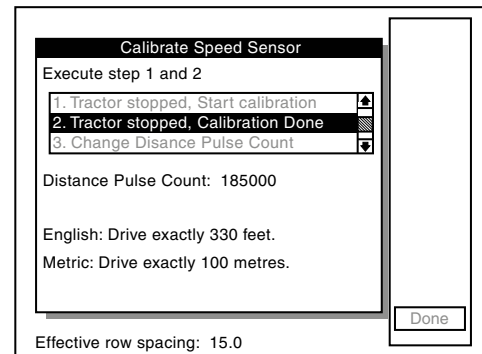 Calibrate Speed Sensor
Execute step 1 and 2
1. Tractor stopped, Start calibration
2. Tractor stopped, Calibration Done
3. Change Disance Pulse Count
Distance Pulse Count: 185000
English: Drive exactly 330 feet.
Metric: Drive exactly 100 metres.
Done
Effective row spacing: 15.0